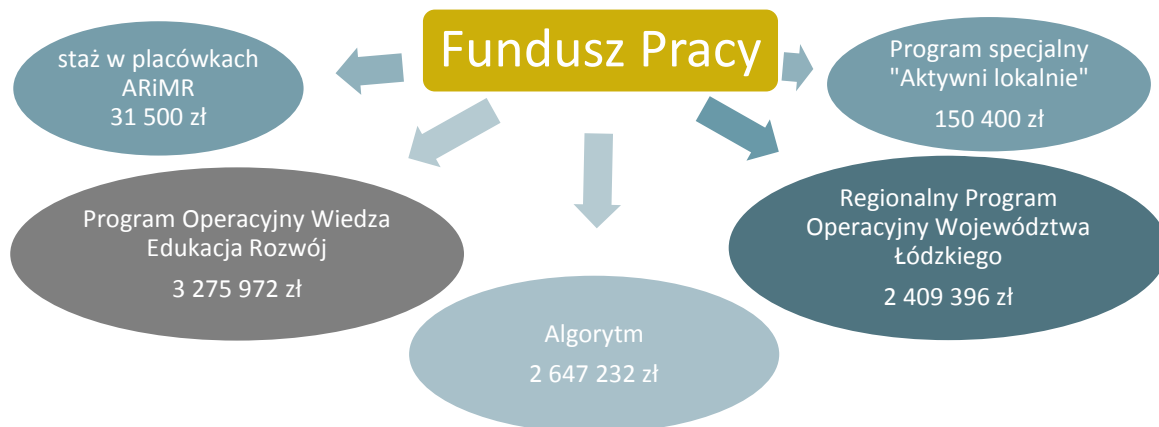 Fundusz Pracy
staż w placówkach
ARiMR
31 500 zł
Program specjalny
"Aktywni lokalnie"
150 400 zł
Program Operacyjny Wiedza
Edukacja Rozwój
3 275 972 zł
Regionalny Program
Operacyjny Województwa
Łódzkiego
2 409 396 zł
Algorytm
2 647 232 zł